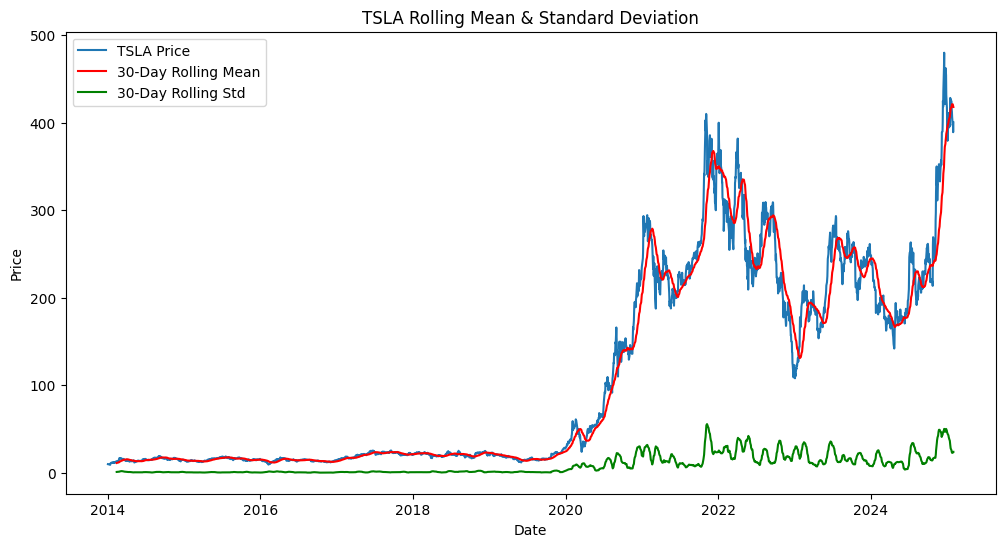 TSLA Rolling Mean & Standard Deviation
500
400
300
200
100
0
Price
TSLA Price
30-Day Rolling Mean
30-Day Rolling Std
2014 2016 2018 2020 2022 2024
Date